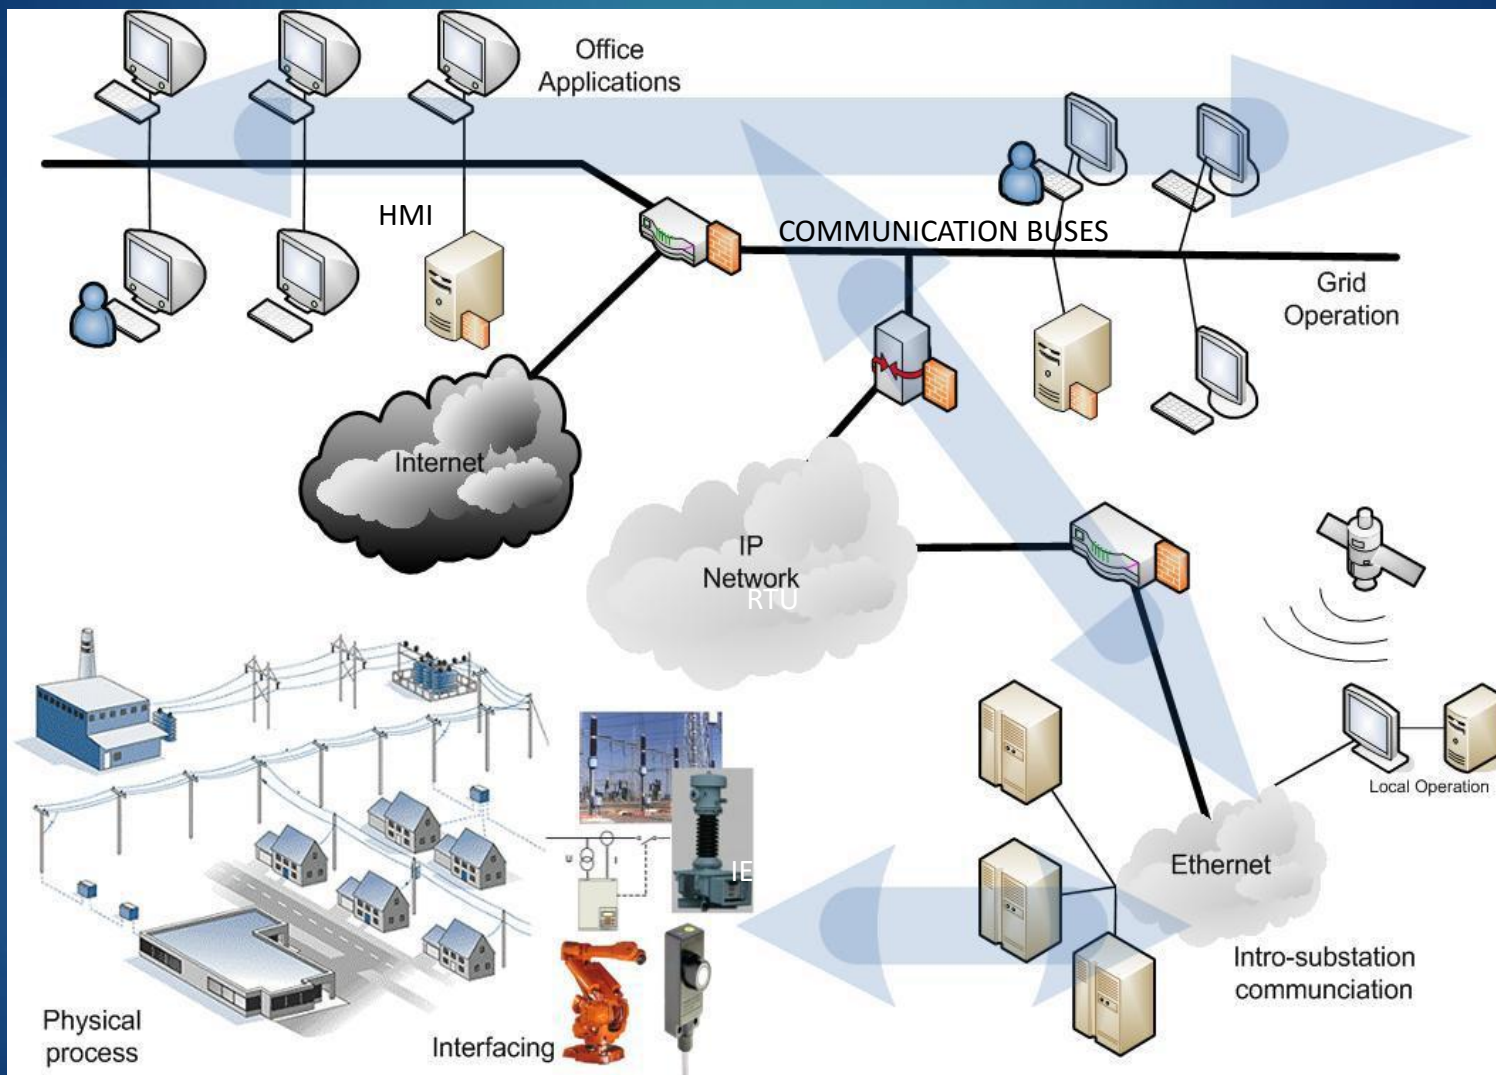 Office
Applications
HMI
COMMUNICATION BUSES
Grid
Operation
Internet
IP
Network
RTU
Local Operation
U
I
IE
Ethernet
Intro-substation
communciation
Physical
process
Interfacing